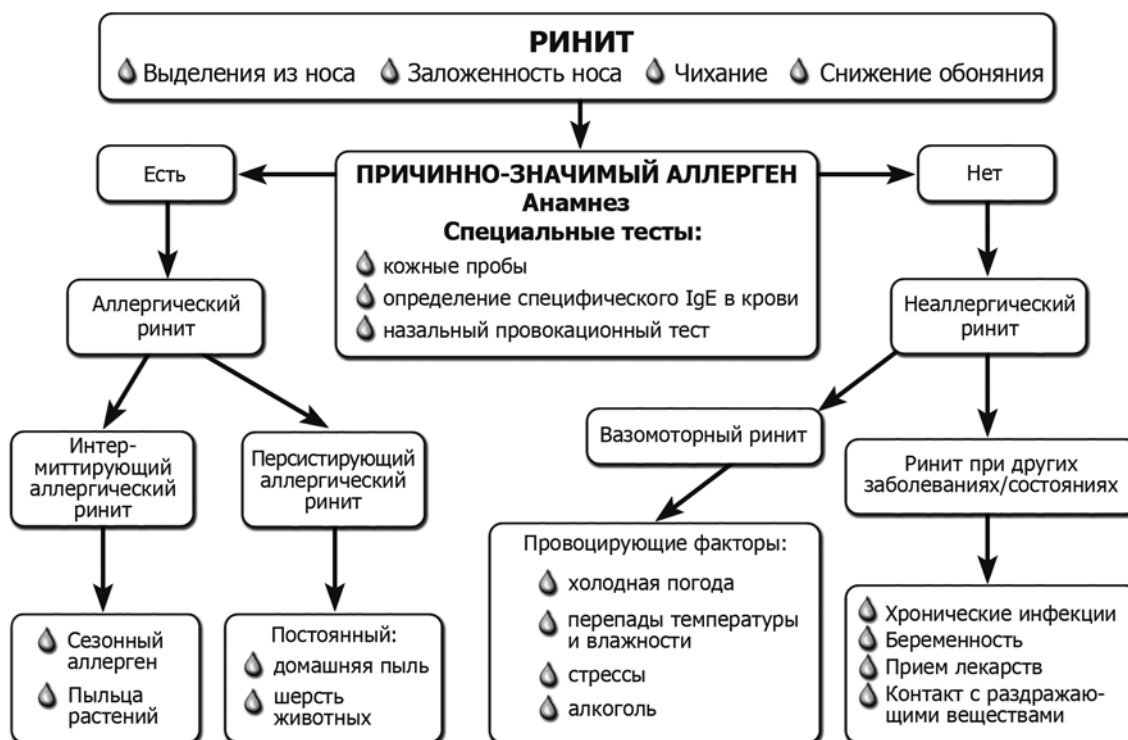 РИНИТ
Выделения из носа Заложенность носа Чихание Снижение обоняния
Есть
ПРИЧИННО-ЗНАЧИМЫЙ АЛЛЕРГЕН
Анамнез
Специальные тесты:
кожные пробы
определение специфического IgE в крови
назальный провокационный тест
Нет
Аллергический
ринит
Неаллергический
ринит
Интер-
миттирующий
аллергический
ринит
Персистирующий
аллергический
ринит
Вазомоторный ринит
Ринит при других
заболеваниях/состояниях
Сезонный
аллерген
Пыльца
растений
Постоянный:
домашняя пыль
шерсть
животных
Провоцирующие факторы:
холодная погода
перепады температуры
и влажности
стрессы
алкоголь
Хронические инфекции
Беременность
Прием лекарств
Контакт с раздражаю-
щими веществами